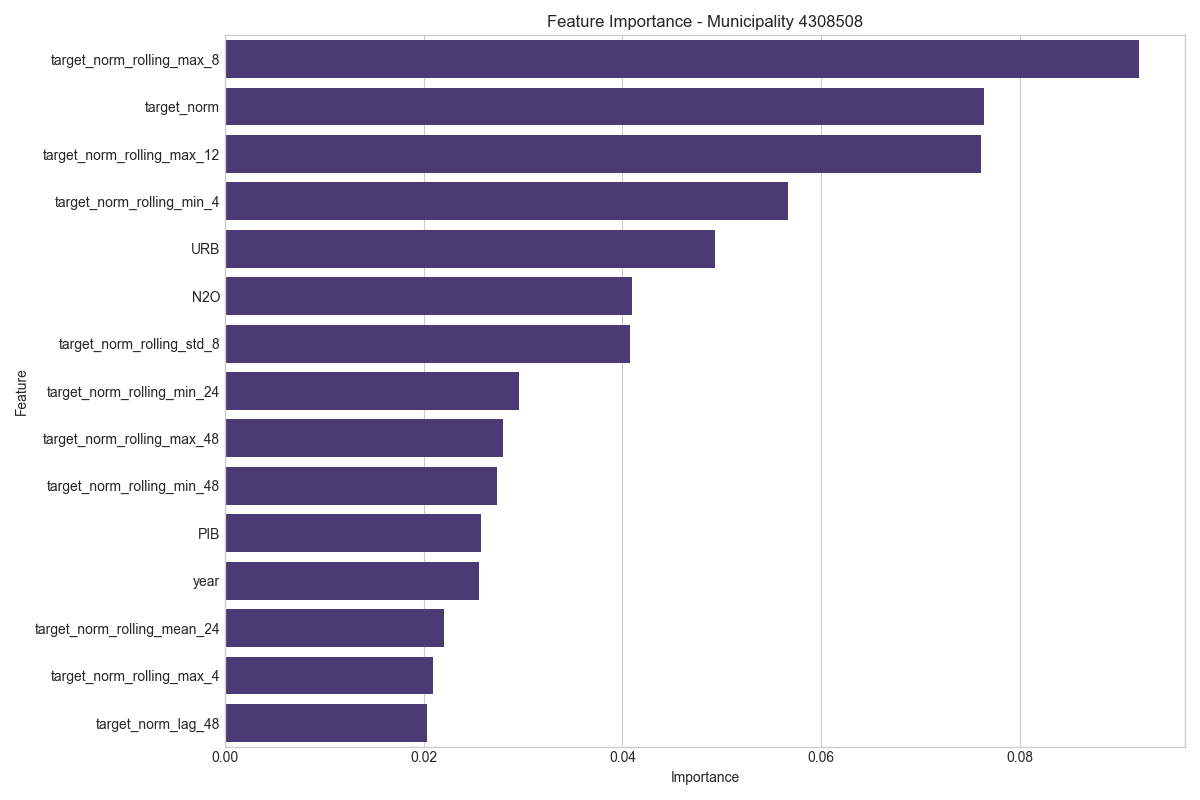 Feature Importance - Municipality 4308508
target_norm_rolling_max_8
target_norm
target_norm_rolling_max_12
target_norm_rolling_min_4
URB
N2O
target_norm_rolling_std_8
target_norm_rolling_min_24
target_norm_rolling_max_48
target_norm_rolling_min_48
PIB
year
target_norm_rolling_mean_24
target_norm_rolling_max_4
target_norm_lag_48
Feature
0.00 0.02 0.04 0.06 0.08
Importance